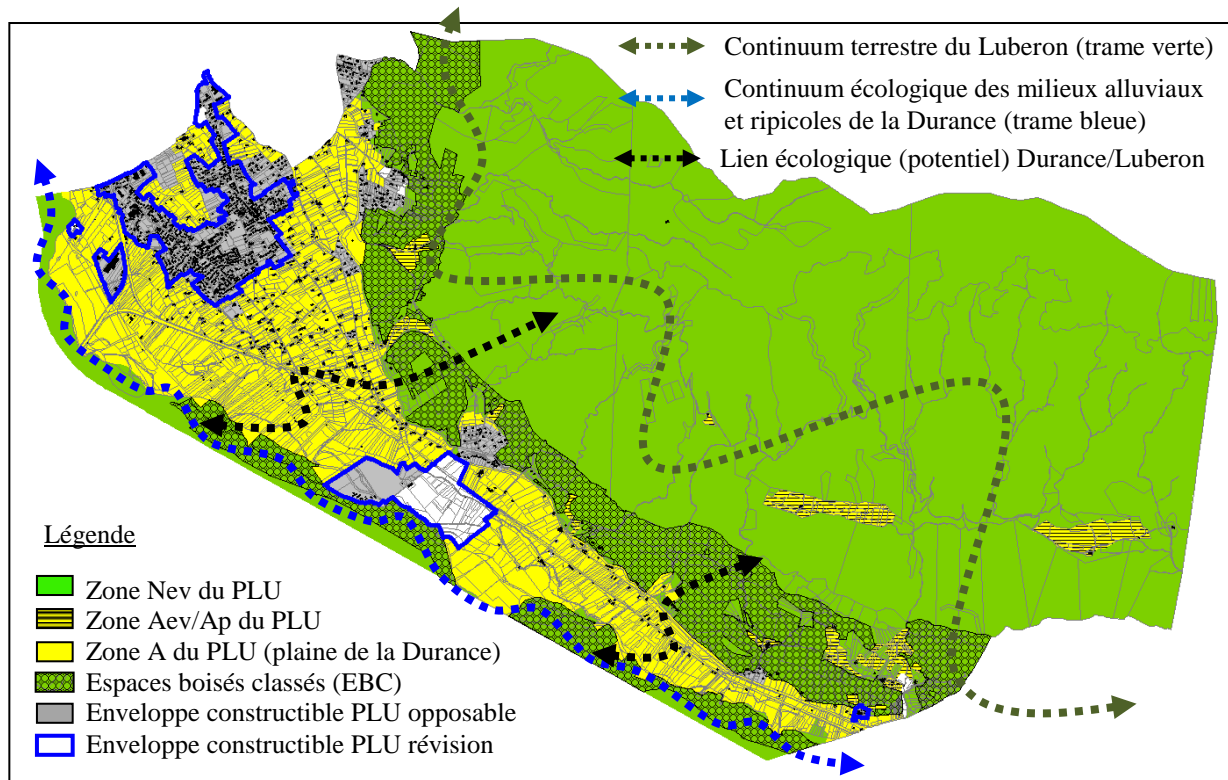 Continuum terrestre du Luberon (trame verte)
Continuum écologique des milieux alluviaux
et ripicoles de la Durance (trame bleue)
Lien écologique (potentiel) Durance/Luberon
Légende
Zone Nev du PLU
Zone Aev/Ap du PLU
Zone A du PLU (plaine de la Durance)
Espaces boisés classés (EBC)
Enveloppe constructible PLU opposable
Enveloppe constructible PLU révision